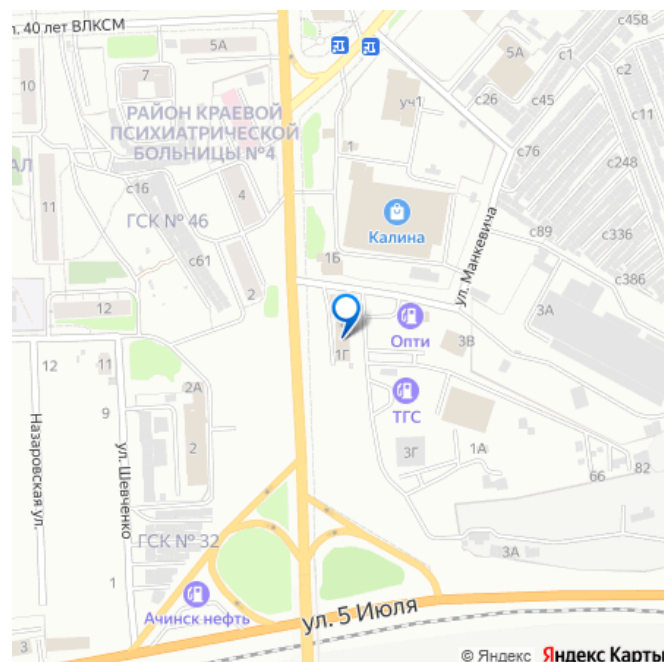 л. 40 лет ВЛКСМ
5А
7
10
РАЙОН КРАЕВОЙ
ПСИХИАТРИЧЕСКОЙ
БОЛЬНИЦЫ №4
АЛ
11
с16
4
ГСК № 46
с61
2
12
1Б
1
уч1
Калина
с26
с45
5А
с1
с2
с458
с11
с76
с248
с89
с336
с386
ул. Манкевича
3А
Опти
3В
1Г
ТГС
3Г
1А
66
82
3А
12
11
2А
9
2
Назаровская ул.
ул. Шевченко
ГСК № 32
1
Ачинск нефть
3
ул. 5 Июля
© Яндекс Яндекс Карты